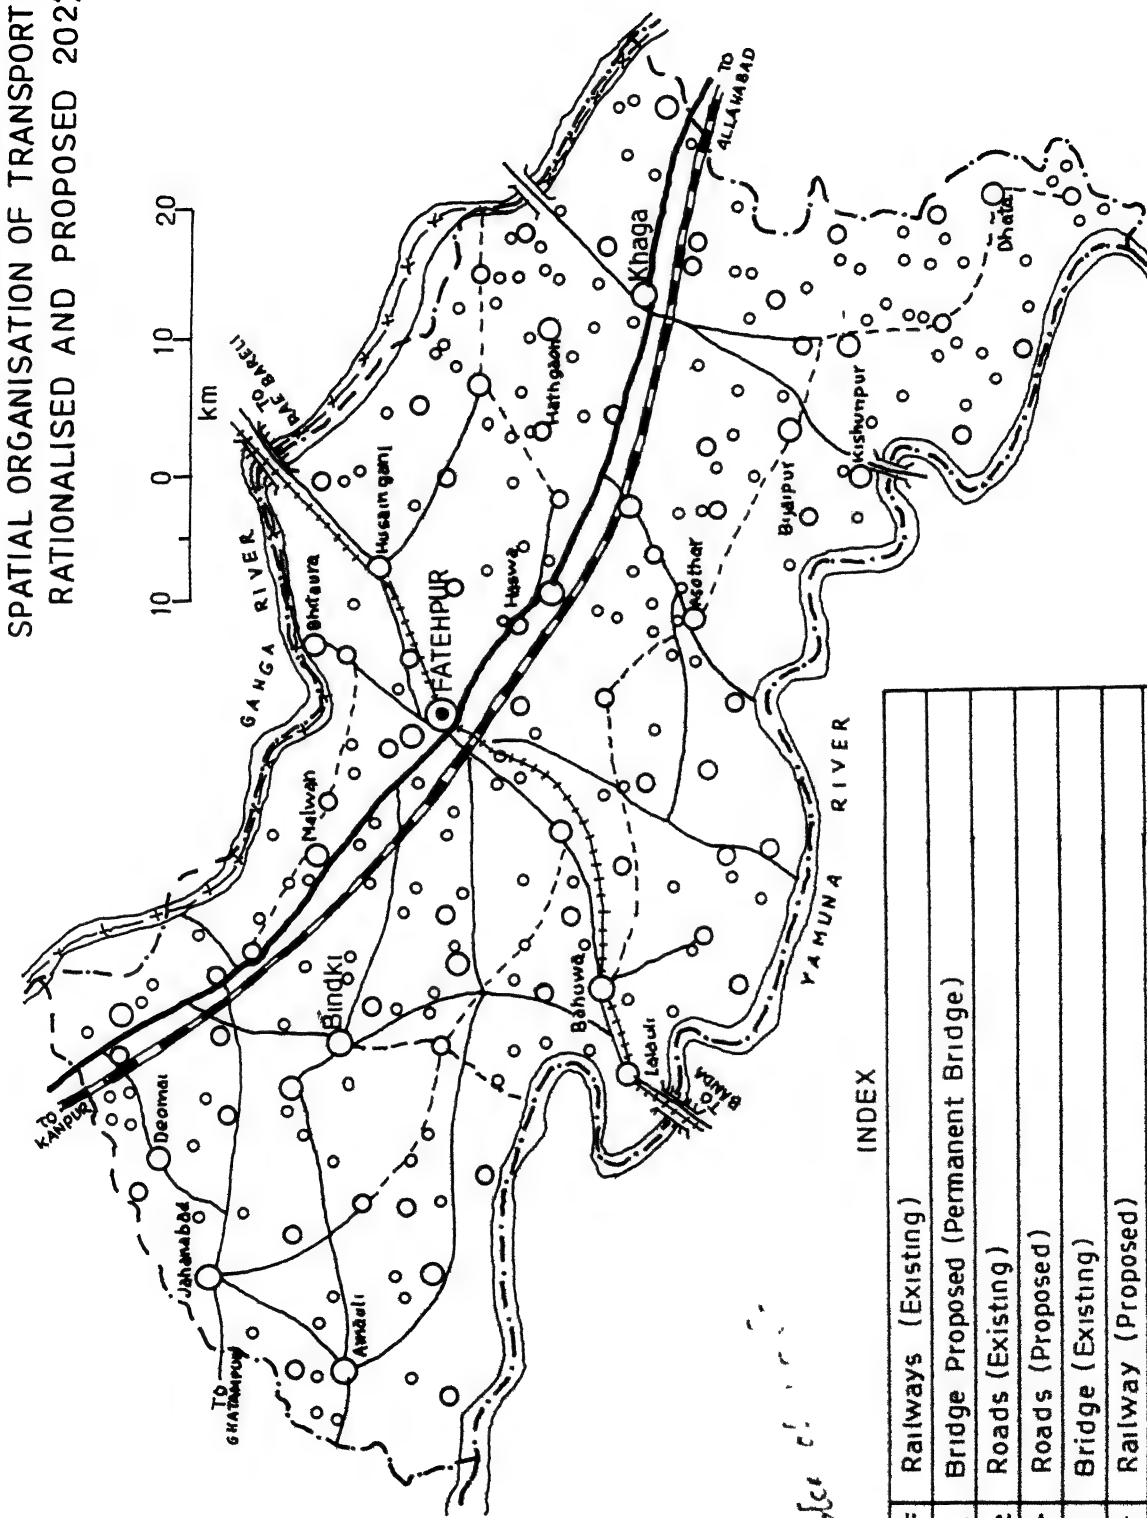 SPATIAL ORGANISATION OF TRANSPORT
RATIONALISED AND PROPOSED
10 0 10 20
km
TO RAE BARELI
GANGA RIVER
Bhitaura
Husainganj
FATEHPUR
Malwan
Haswa
Hathgaon
Khaga
TO ALLAHABAD
TO KANPUR
Deomai
Bindki
Jahanabad
TO GHATAMPUR
Amauli
Bahuwa
Lalauli
TO BANDA
Asothar
Bijaipur
Kishunpur
Dhata
YAMUNA RIVER
INDEX
Railways (Existing)
Bridge Proposed (Permanent Bridge)
Roads (Existing)
Roads (Proposed)
Bridge (Existing)
Railway (Proposed)